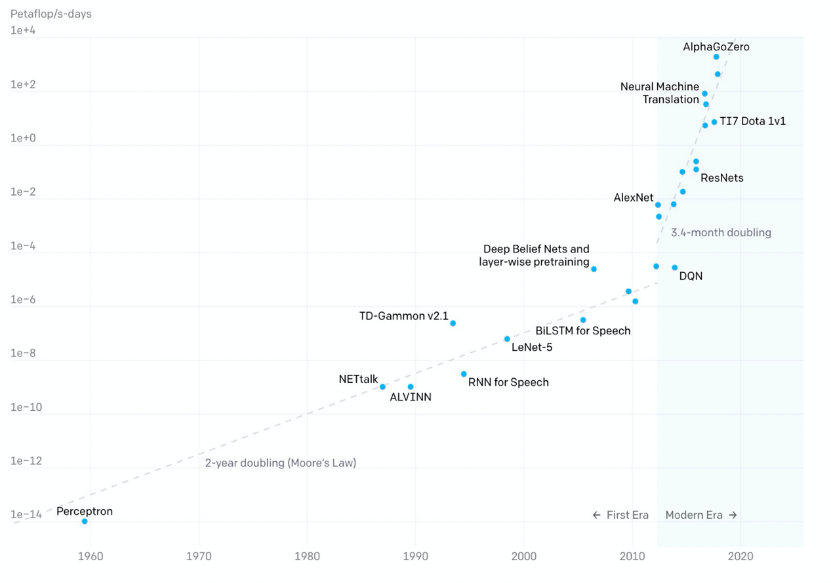 Petaflop/s-days
1e+4
AlphaGoZero
1e+2
Neural Machine
Translation
TI7 Dota 1v1
1e+0
ResNets
1e−2
AlexNet
3.4-month doubling
1e−4
Deep Belief Nets and
layer-wise pretraining
DQN
1e−6
TD-Gammon v2.1
BiLSTM for Speech
LeNet-5
1e−8
NETtalk
RNN for Speech
ALVINN
1e−10
1e−12
2-year doubling (Moore's Law)
1e−14
Perceptron
← First Era
Modern Era →
1960 1970 1980 1990 2000 2010 2020